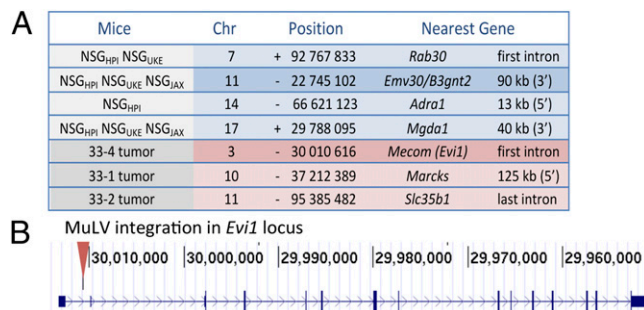 A
Mice Chr Position Nearest Gene
NSGHPI NSGUKE 7 + 92 767 833 Rab30 first intron
NSGHPI NSGUKE NSGJAX 11 - 22 745 102 Emv30/B3gnt2 90 kb (3’)
NSGHPI 14 - 66 621 123 Adra1 13 kb (5’)
NSGHPI NSGUKE NSGJAX 17 + 29 788 095 Mgda1 40 kb (3’)
33-4 tumor 3 - 30 010 616 Mecom (Evi1) first intron
33-1 tumor 10 - 37 212 389 Marcks 125 kb (5’)
33-2 tumor 11 - 95 385 482 Slc35b1 last intron
B MuLV integration in Evi1 locus
30,010,000| 30,000,000| 29,990,000| 29,980,000| 29,970,000| 29,960,000|